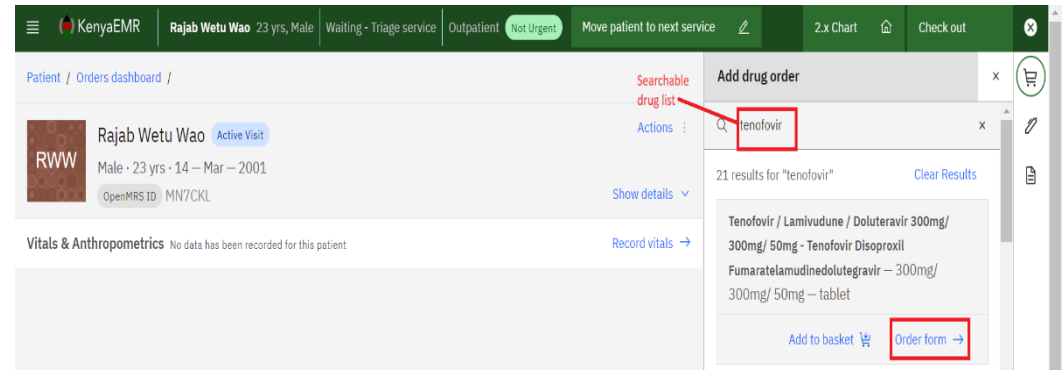 KenyaEMR
Rajab Wetu Wao 23 yrs, Male Waiting - Triage service Outpatient Not Urgent Move patient to next service 2.x Chart Check out
Patient / Orders dashboard /
Searchable
drug list
Add drug order x
Rajab Wetu Wao Active Visit
Actions
tenofovir x
RWW
Male · 23 yrs · 14 — Mar — 2001
OpenMRS ID MN7CKL
Show details
21 results for "tenofovir" Clear Results
Tenofovir / Lamivudune / Doluteravir 300mg/
300mg/ 50mg - Tenofovir Disoproxil
Fumaratelamudinedolutegravir — 300mg/
300mg/ 50mg — tablet
Vitals & Anthropometrics No data has been recorded for this patient Record vitals →
Add to basket Order form →